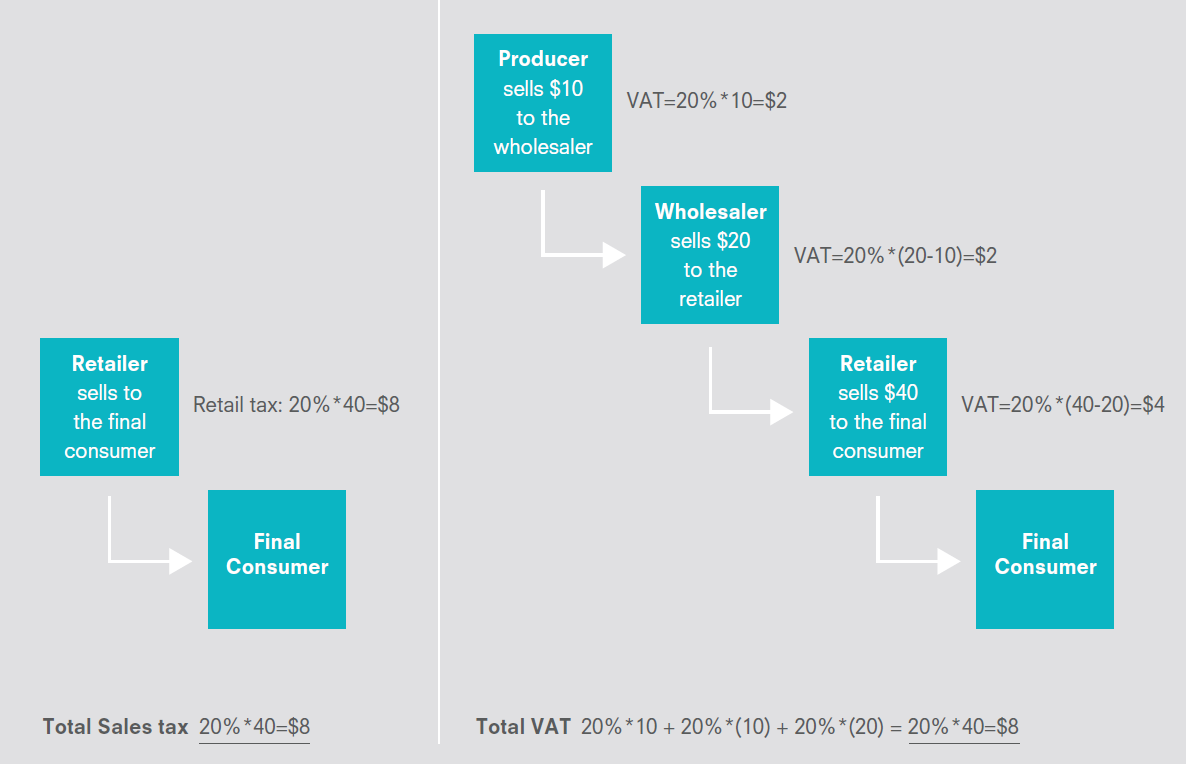 Retailer
sells to
the final
consumer
Retail tax: 20%*40=$8
Final
Consumer
Total Sales tax 20%*40=$8
Producer
sells $10
to the
wholesaler
VAT=20%*10=$2
Wholesaler
sells $20
to the
retailer
VAT=20%*(20-10)=$2
Retailer
sells $40
to the final
consumer
VAT=20%*(40-20)=$4
Final
Consumer
Total VAT 20%*10 + 20%*(10) + 20%*(20) = 20%*40=$8